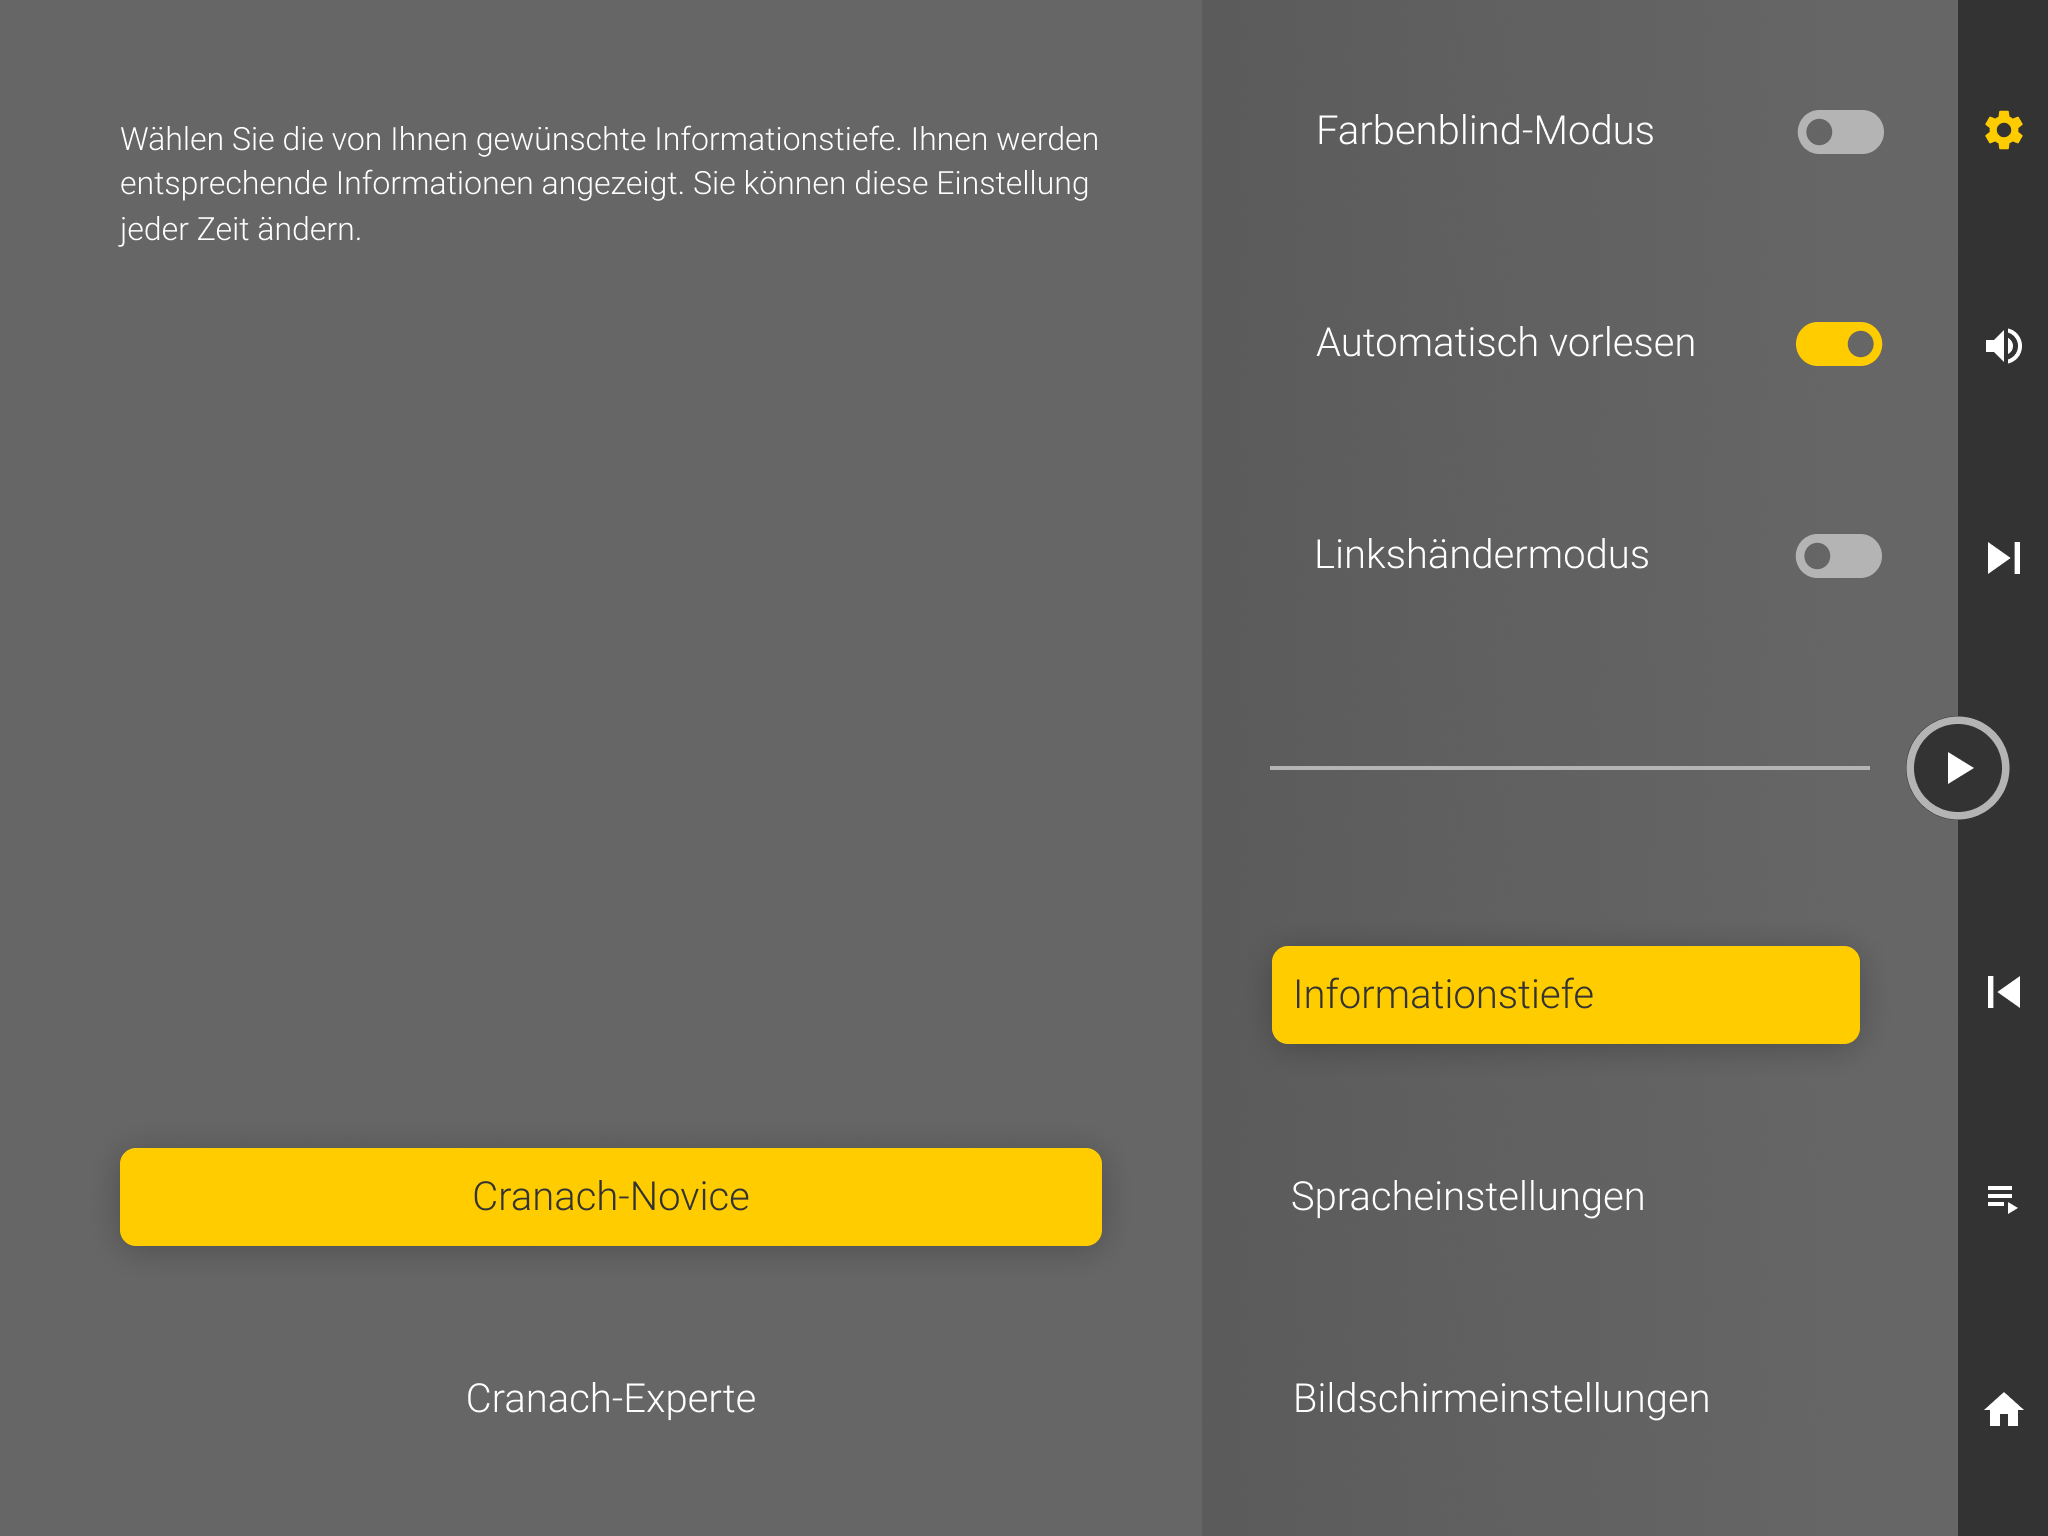 Wählen Sie die von Ihnen gewünschte Informationstiefe. Ihnen werden
entsprechende Informationen angezeigt. Sie können diese Einstellung
jeder Zeit ändern.
Cranach-Novice
Cranach-Experte
Farbenblind-Modus
Automatisch vorlesen
Linkshändermodus
Informationstiefe
Spracheinstellungen
Bildschirmeinstellungen